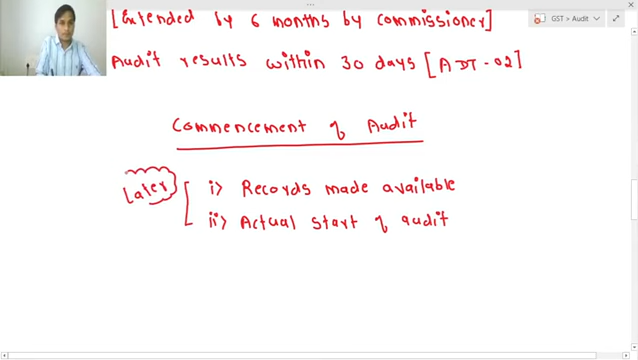 [Extended by 6 months by commissioner]
GST > Audit
Audit results within 30 days [ADT-02]
Commencement of Audit
Later
i) Records made available
ii) Actual start of audit